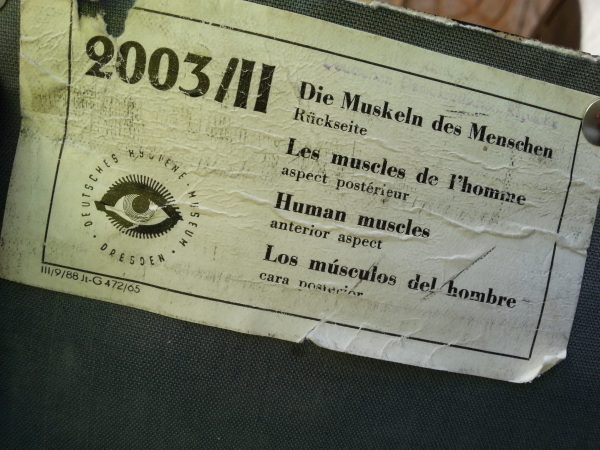 2003/II
Die Muskeln des Menschen
Rückseite
Les muscles de l'homme
aspect postérieur
Human muscles
anterior aspect
Los músculos del hombre
cara posterior
DEUTSCHES HYGIENE MUSEUM
DRESDEN
III/9/88 Jt-G 472/65